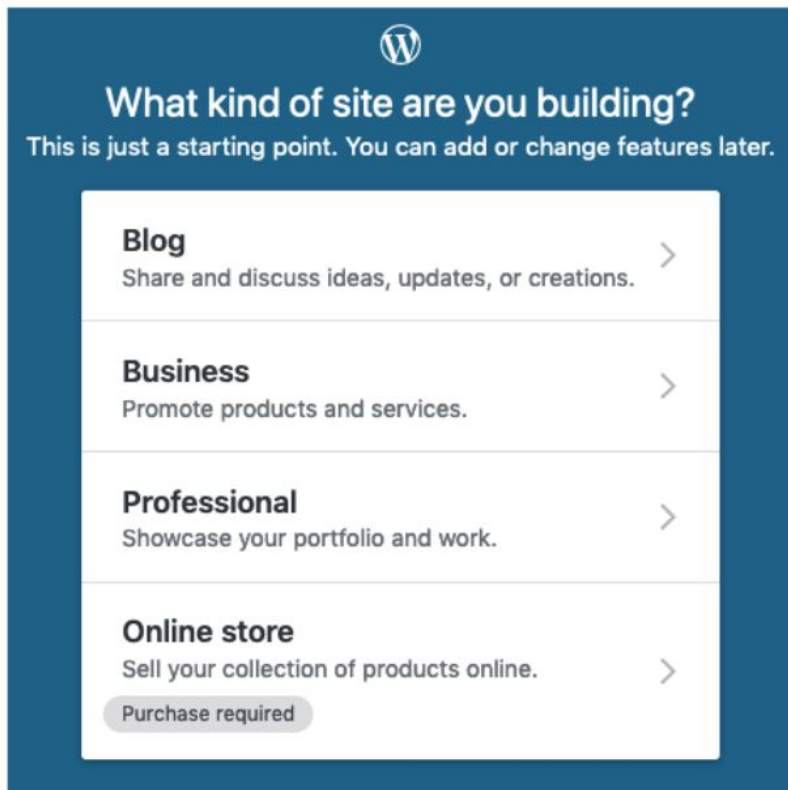 What kind of site are you building?
This is just a starting point. You can add or change features later.
Blog
Share and discuss ideas, updates, or creations.
Business
Promote products and services.
Professional
Showcase your portfolio and work.
Online store
Sell your collection of products online.
Purchase required